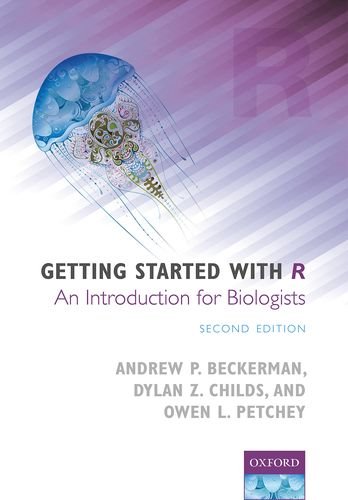 R
GETTING STARTED WITH R
An Introduction for Biologists
SECOND EDITION
ANDREW P. BECKERMAN,
DYLAN Z. CHILDS, AND
OWEN L. PETCHEY
OXFORD